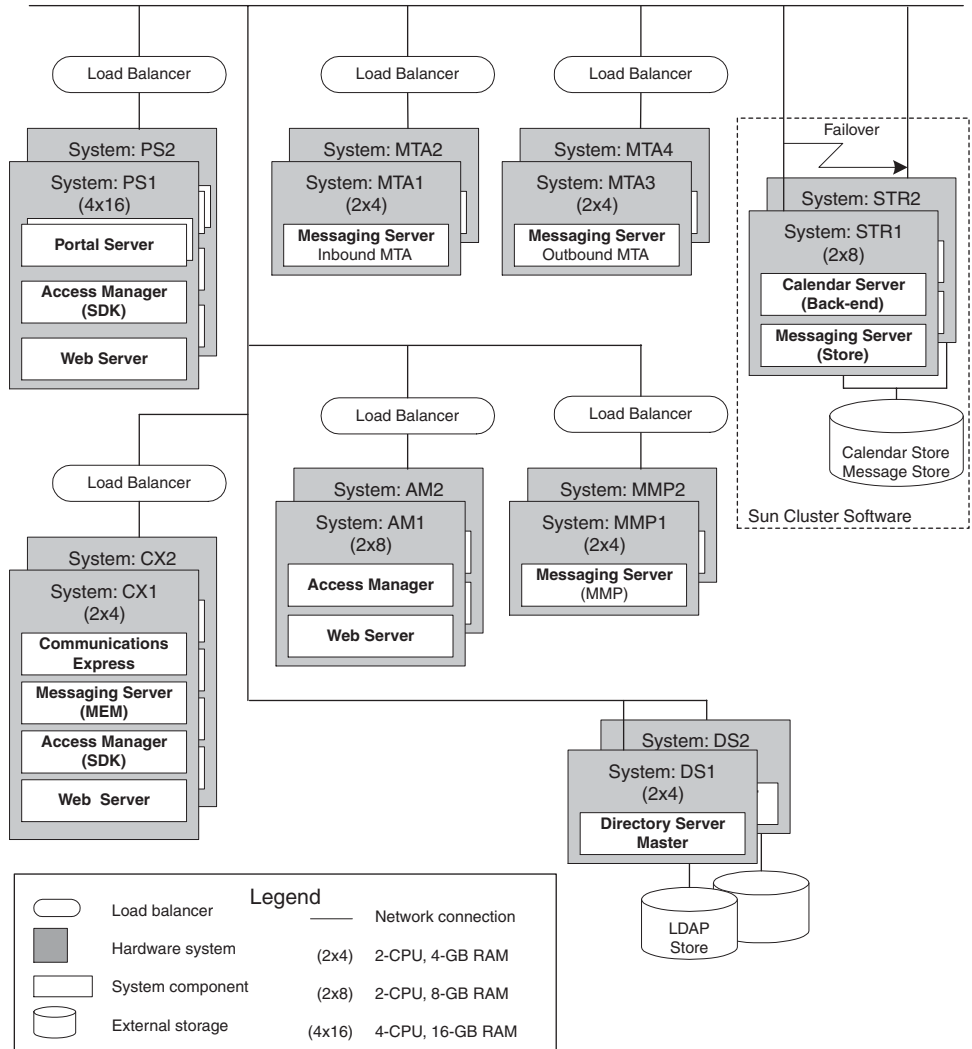 Load Balancer
Load Balancer
Load Balancer
Failover
System: PS2
System: PS1
(4x16)
Portal Server
Access Manager
(SDK)
Web Server
System: MTA2
System: MTA1
(2x4)
Messaging Server
Inbound MTA
System: MTA4
System: MTA3
(2x4)
Messaging Server
Outbound MTA
System: STR2
System: STR1
(2x8)
Calendar Server
(Back-end)
Messaging Server
(Store)
Calendar Store
Message Store
Sun Cluster Software
Load Balancer
Load Balancer
Load Balancer
System: CX2
System: CX1
(2x4)
Communications
Express
Messaging Server
(MEM)
Access Manager
(SDK)
Web Server
System: AM2
System: AM1
(2x8)
Access Manager
Web Server
System: MMP2
System: MMP1
(2x4)
Messaging Server
(MMP)
System: DS2
System: DS1
(2x4)
Directory Server
Master
LDAP
Store
Legend
Load balancer
Hardware system
System component
External storage
Network connection
(2x4) 2-CPU, 4-GB RAM
(2x8) 2-CPU, 8-GB RAM
(4x16) 4-CPU, 16-GB RAM